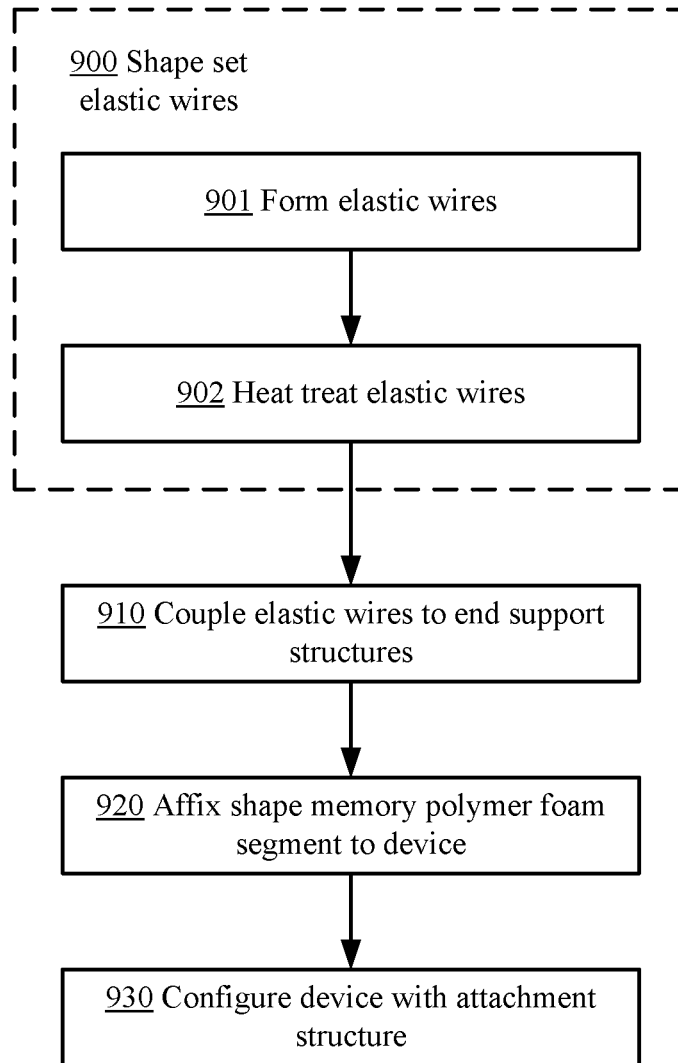 900 Shape set
elastic wires
901 Form elastic wires
902 Heat treat elastic wires
910 Couple elastic wires to end support
structures
920 Affix shape memory polymer foam
segment to device
930 Configure device with attachment
structure